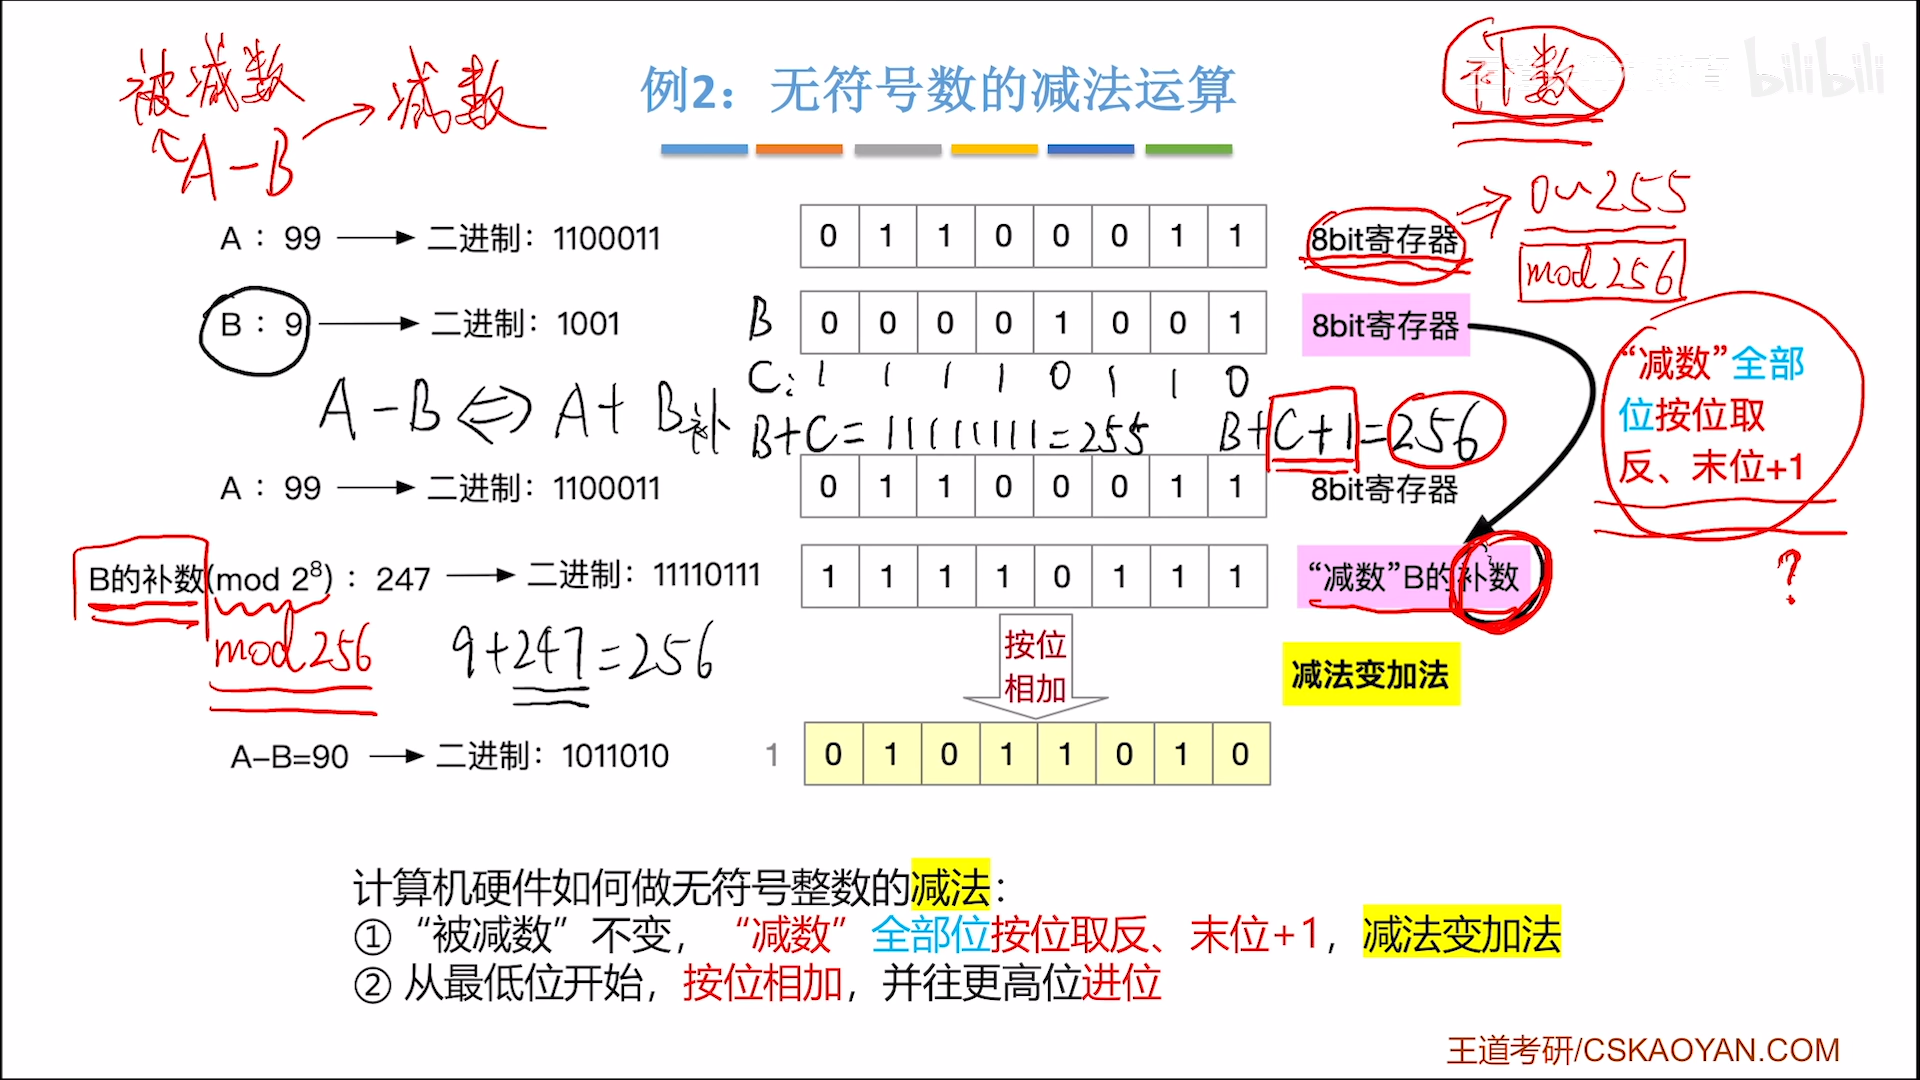 被减数
减数
例2：无符号数的减法运算
补数
bilibili
A-B
0~255
A：99
二进制：1100011
0 1 1 0 0 0 1 1
8bit寄存器
mod 256
B：9
二进制：1001
B
0 0 0 0 1 0 0 1
8bit寄存器
“减数”全部
位按位取
反、末位+1
C: 1 1 1 1 0 1 1 0
A-B⇔A+B补
B+C=11111111=255
B+C+1=256
A：99
二进制：1100011
0 1 1 0 0 0 1 1
8bit寄存器
B的补数(mod 2⁸)：247
二进制：11110111
1 1 1 1 0 1 1 1
“减数”B的补数
?
mod 256
9+247=256
按位
相加
减法变加法
A-B=90
二进制：1011010
1
0 1 0 1 1 0 1 0
计算机硬件如何做无符号整数的减法：
①“被减数”不变，“减数”全部位按位取反、末位+1，减法变加法
② 从最低位开始，按位相加，并往更高位进位
王道考研/CSKAOYAN.COM